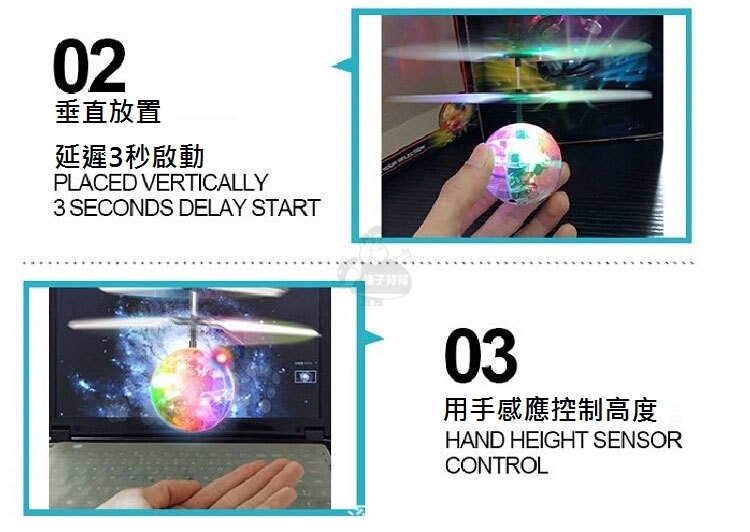 02
垂直放置
延遲3秒啟動
PLACED VERTICALLY
3 SECONDS DELAY START
03
用手感應控制高度
HAND HEIGHT SENSOR
CONTROL